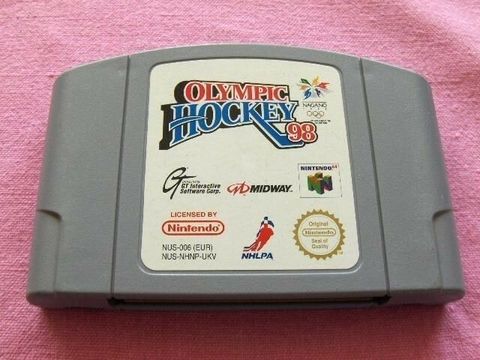 OLYMPIC
HOCKEY
98
NAGANO
GT Interactive
Software Corp.
MIDWAY
NINTENDO 64
LICENSED BY
Nintendo
NUS-006 (EUR)
NUS-NHNP-UKV
NHLPA
Original
Nintendo
Seal of
Quality